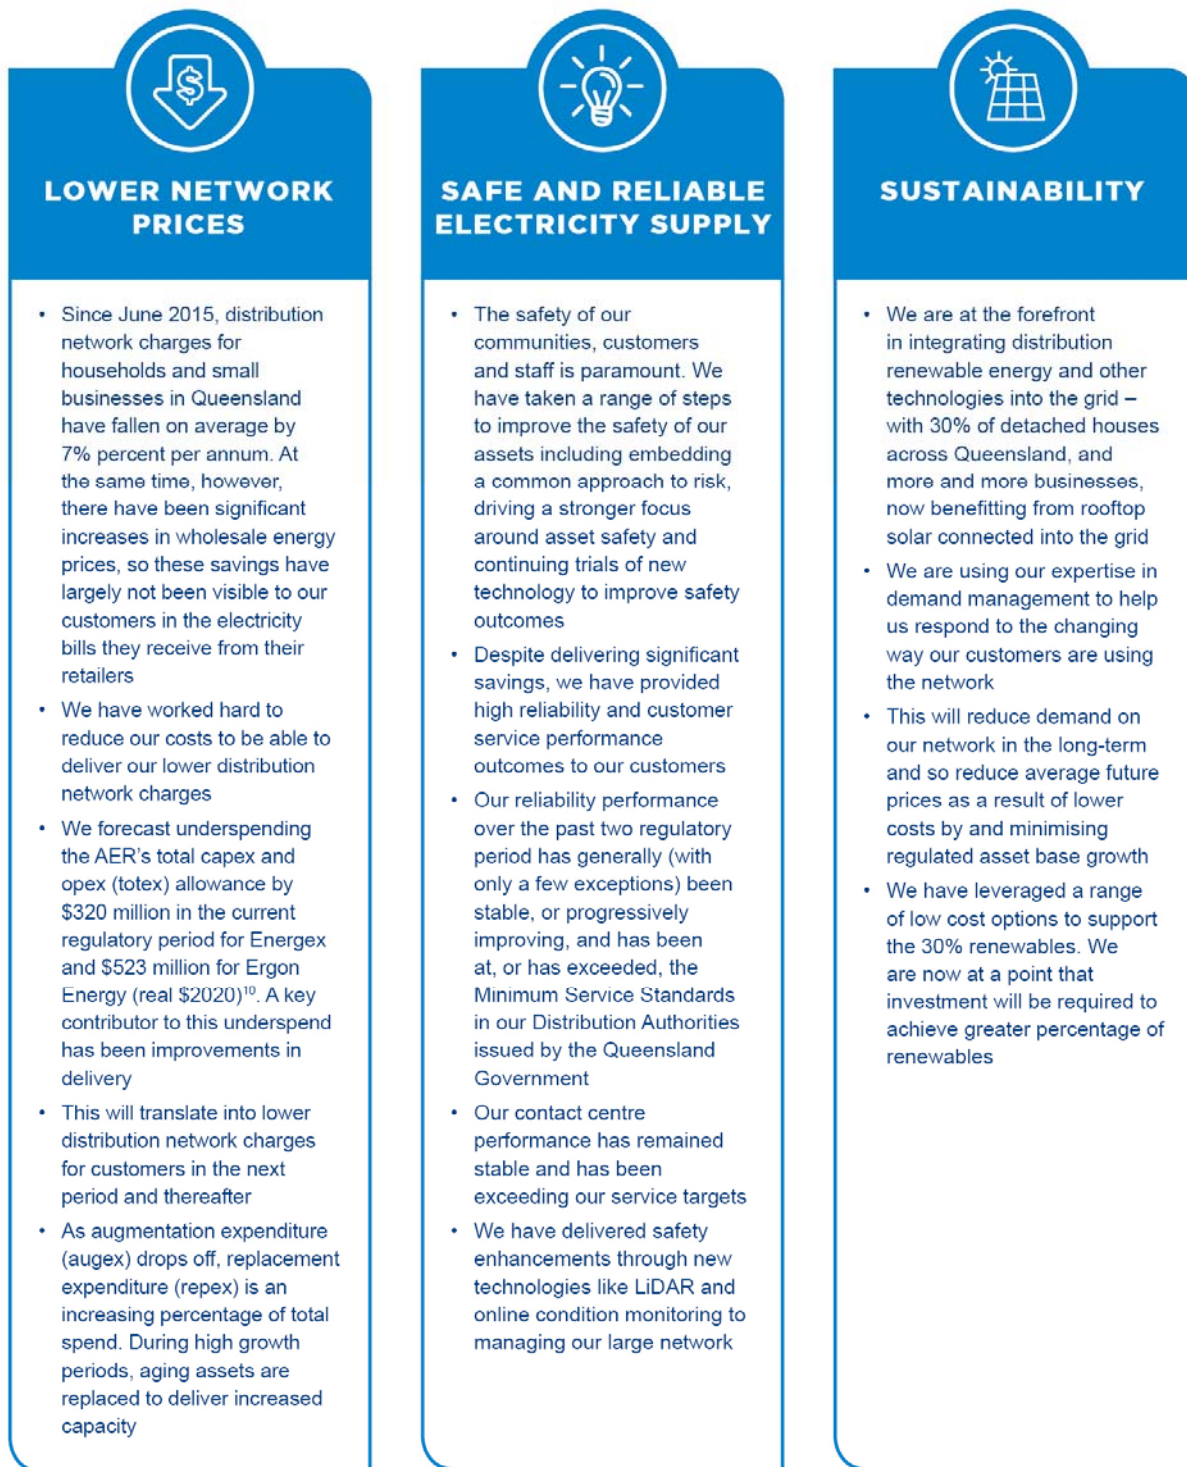 LOWER NETWORK
PRICES
• Since June 2015, distribution
network charges for
households and small
businesses in Queensland
have fallen on average by
7% percent per annum. At
the same time, however,
there have been significant
increases in wholesale energy
prices, so these savings have
largely not been visible to our
customers in the electricity
bills they receive from their
retailers
• We have worked hard to
reduce our costs to be able to
deliver our lower distribution
network charges
• We forecast underspending
the AER's total capex and
opex (totex) allowance by
$320 million in the current
regulatory period for Energex
and $523 million for Ergon
Energy (real $2020)¹⁰. A key
contributor to this underspend
has been improvements in
delivery
• This will translate into lower
distribution network charges
for customers in the next
period and thereafter
• As augmentation expenditure
(augex) drops off, replacement
expenditure (repex) is an
increasing percentage of total
spend. During high growth
periods, aging assets are
replaced to deliver increased
capacity
SAFE AND RELIABLE
ELECTRICITY SUPPLY
• The safety of our
communities, customers
and staff is paramount. We
have taken a range of steps
to improve the safety of our
assets including embedding
a common approach to risk,
driving a stronger focus
around asset safety and
continuing trials of new
technology to improve safety
outcomes
• Despite delivering significant
savings, we have provided
high reliability and customer
service performance
outcomes to our customers
• Our reliability performance
over the past two regulatory
period has generally (with
only a few exceptions) been
stable, or progressively
improving, and has been
at, or has exceeded, the
Minimum Service Standards
in our Distribution Authorities
issued by the Queensland
Government
• Our contact centre
performance has remained
stable and has been
exceeding our service targets
• We have delivered safety
enhancements through new
technologies like LiDAR and
online condition monitoring to
managing our large network
SUSTAINABILITY
• We are at the forefront
in integrating distribution
renewable energy and other
technologies into the grid –
with 30% of detached houses
across Queensland, and
more and more businesses,
now benefitting from rooftop
solar connected into the grid
• We are using our expertise in
demand management to help
us respond to the changing
way our customers are using
the network
• This will reduce demand on
our network in the long-term
and so reduce average future
prices as a result of lower
costs by and minimising
regulated asset base growth
• We have leveraged a range
of low cost options to support
the 30% renewables. We
are now at a point that
investment will be required to
achieve greater percentage of
renewables